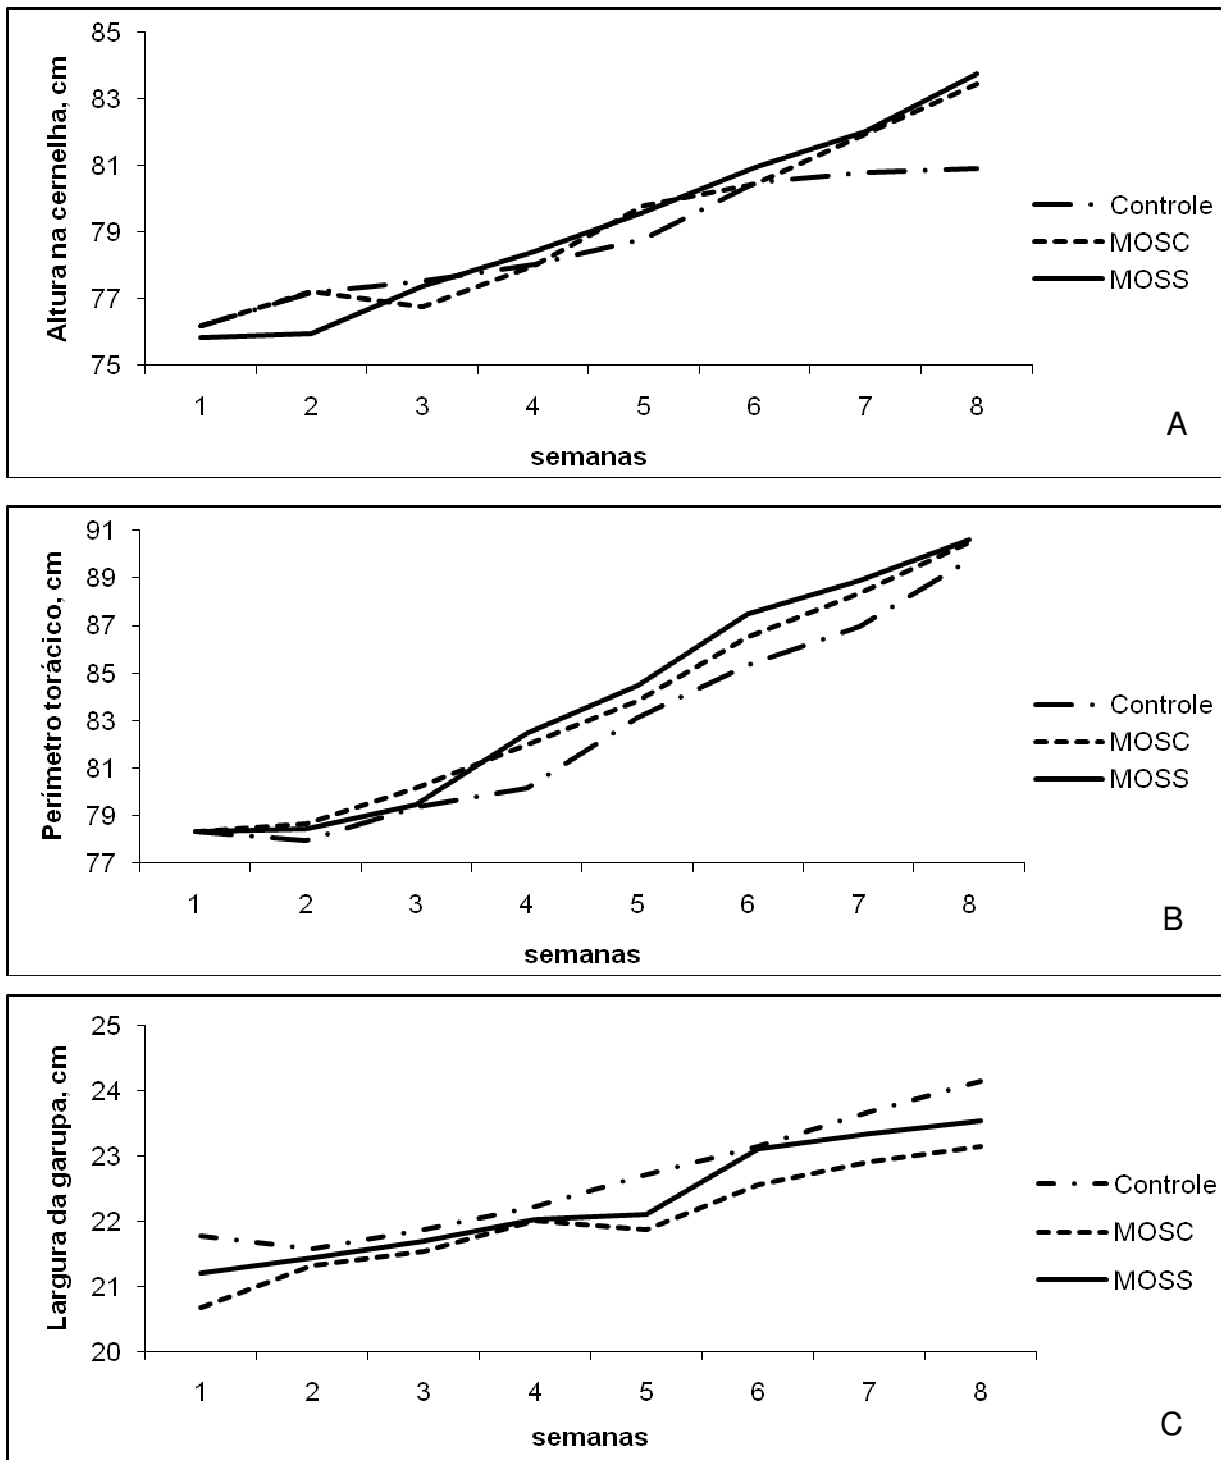 Altura na cernelha, cm
85
83
81
79
77
75
1 2 3 4 5 6 7 8
semanas
Controle
MOSC
MOSS
A
Perímetro torácico, cm
91
89
87
85
83
81
79
77
1 2 3 4 5 6 7 8
semanas
Controle
MOSC
MOSS
B
Largura da garupa, cm
25
24
23
22
21
20
1 2 3 4 5 6 7 8
semanas
Controle
MOSC
MOSS
C